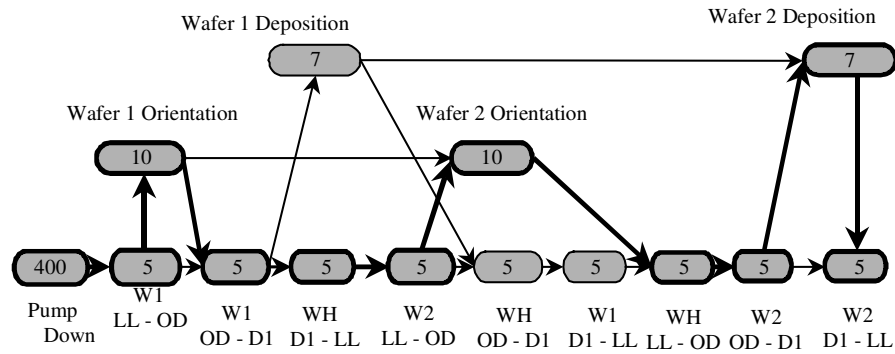 Wafer 1 Deposition
Wafer 2 Deposition
7
7
Wafer 1 Orientation
Wafer 2 Orientation
10
10
400
5
5
5
5
5
5
5
5
5
Pump
Down
W1
LL - OD
W1
OD - D1
WH
D1 - LL
W2
LL - OD
WH
OD - D1
W1
D1 - LL
WH
LL - OD
W2
OD - D1
W2
D1 - LL